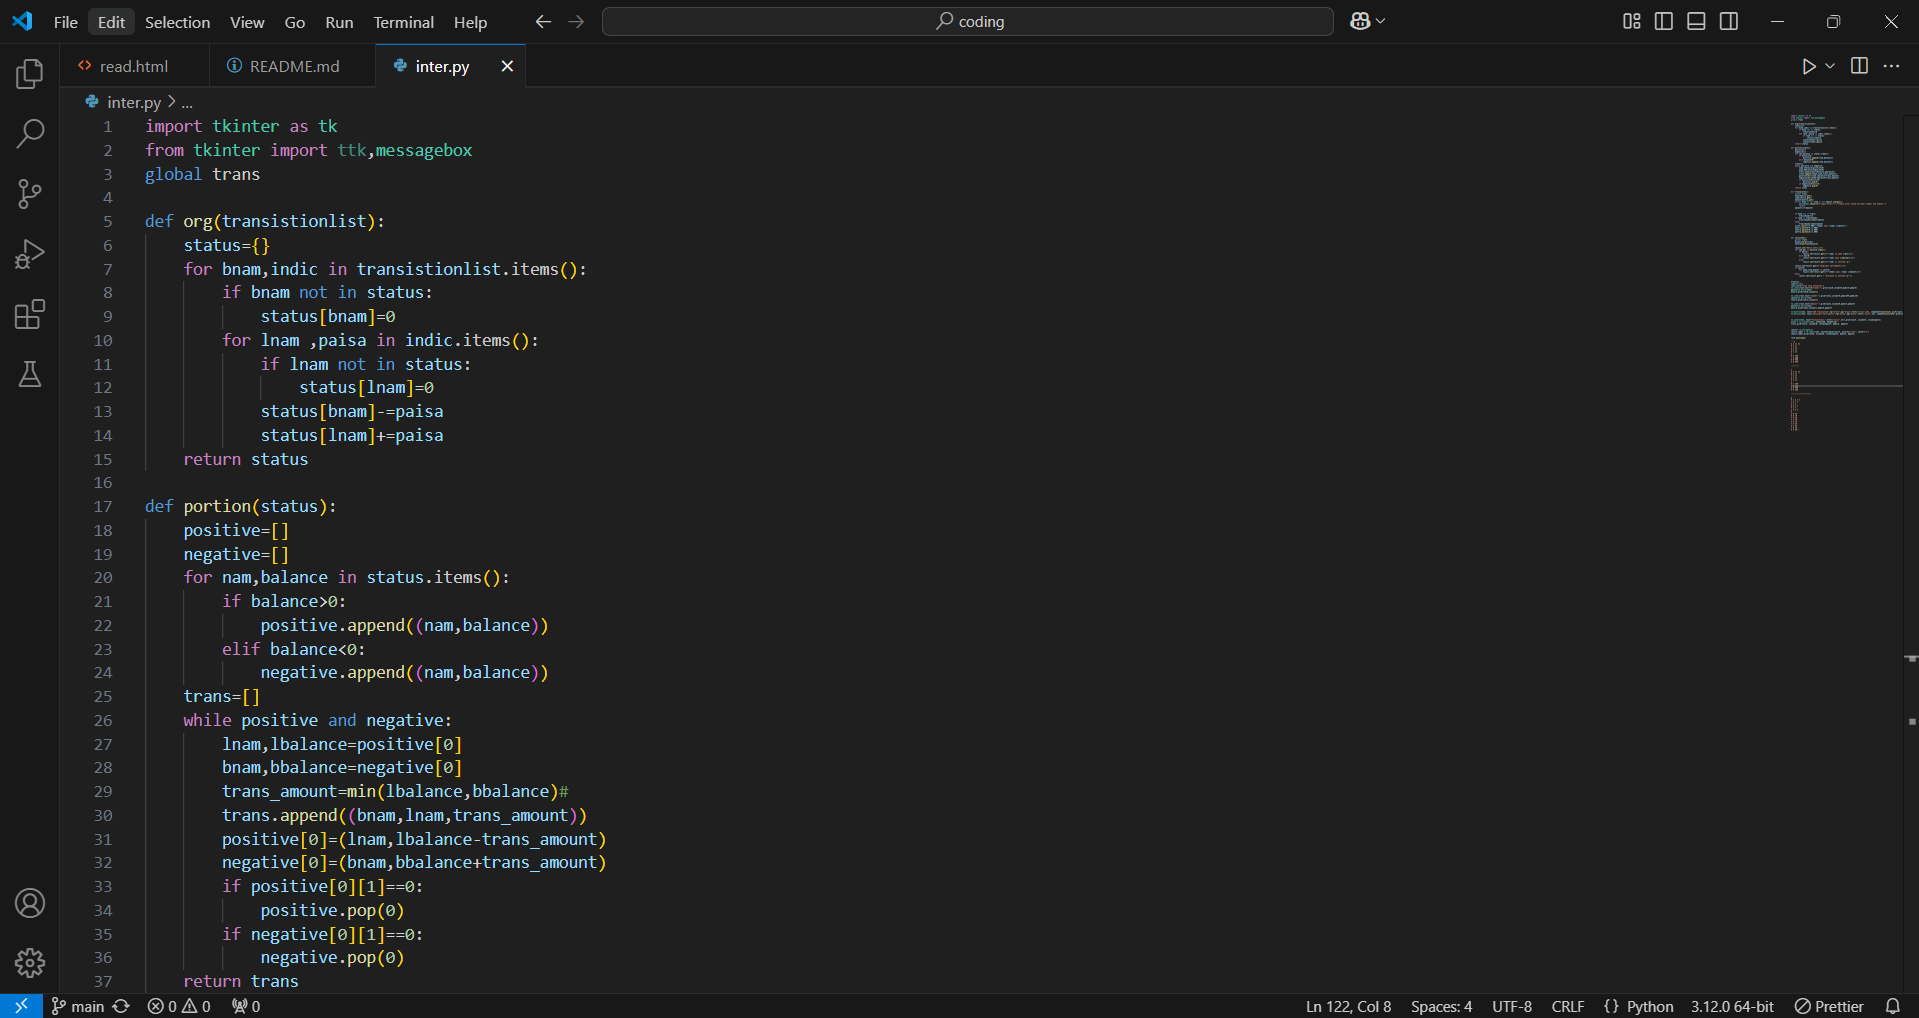 File Edit Selection View Go Run Terminal Help coding
read.html README.md inter.py
inter.py > ...
1 import tkinter as tk
2 from tkinter import ttk,messagebox
3 global trans
4
5 def org(transistionlist):
6     status={}
7     for bnam,indic in transistionlist.items():
8         if bnam not in status:
9             status[bnam]=0
10         for lnam ,paisa in indic.items():
11             if lnam not in status:
12                 status[lnam]=0
13             status[bnam]-=paisa
14             status[lnam]+=paisa
15     return status
16
17 def portion(status):
18     positive=[]
19     negative=[]
20     for nam,balance in status.items():
21         if balance>0:
22             positive.append((nam,balance))
23         elif balance<0:
24             negative.append((nam,balance))
25     trans=[]
26     while positive and negative:
27         lnam,lbalance=positive[0]
28         bnam,bbalance=negative[0]
29         trans_amount=min(lbalance,bbalance)#
30         trans.append((bnam,lnam,trans_amount))
31         positive[0]=(lnam,lbalance-trans_amount)
32         negative[0]=(bnam,bbalance+trans_amount)
33         if positive[0][1]==0:
34             positive.pop(0)
35         if negative[0][1]==0:
36             negative.pop(0)
37     return trans
main 0 0 0 Ln 122, Col 8 Spaces: 4 UTF-8 CRLF {} Python 3.12.0 64-bit Prettier